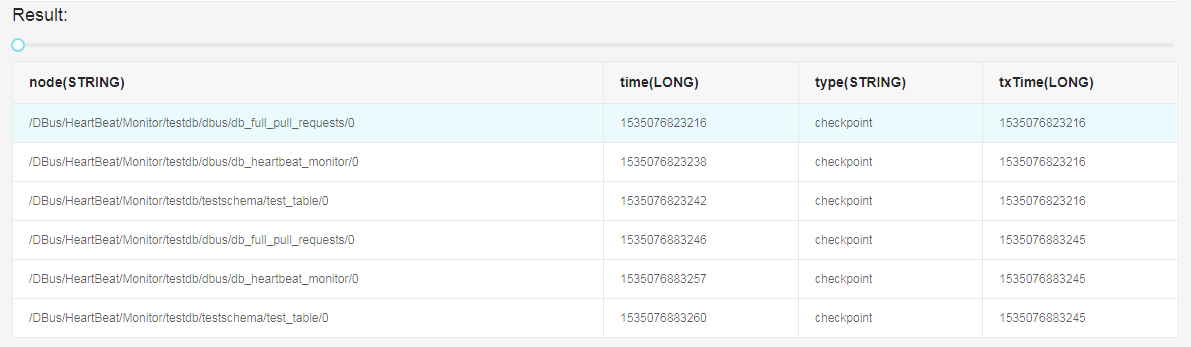 Result:
node(STRING) time(LONG) type(STRING) txTime(LONG)
/DBus/HeartBeat/Monitor/testdb/dbus/db_full_pull_requests/0 1535076823216 checkpoint 1535076823216
/DBus/HeartBeat/Monitor/testdb/dbus/db_heartbeat_monitor/0 1535076823238 checkpoint 1535076823216
/DBus/HeartBeat/Monitor/testdb/testschema/test_table/0 1535076823242 checkpoint 1535076823216
/DBus/HeartBeat/Monitor/testdb/dbus/db_full_pull_requests/0 1535076883246 checkpoint 1535076883245
/DBus/HeartBeat/Monitor/testdb/dbus/db_heartbeat_monitor/0 1535076883257 checkpoint 1535076883245
/DBus/HeartBeat/Monitor/testdb/testschema/test_table/0 1535076883260 checkpoint 1535076883245